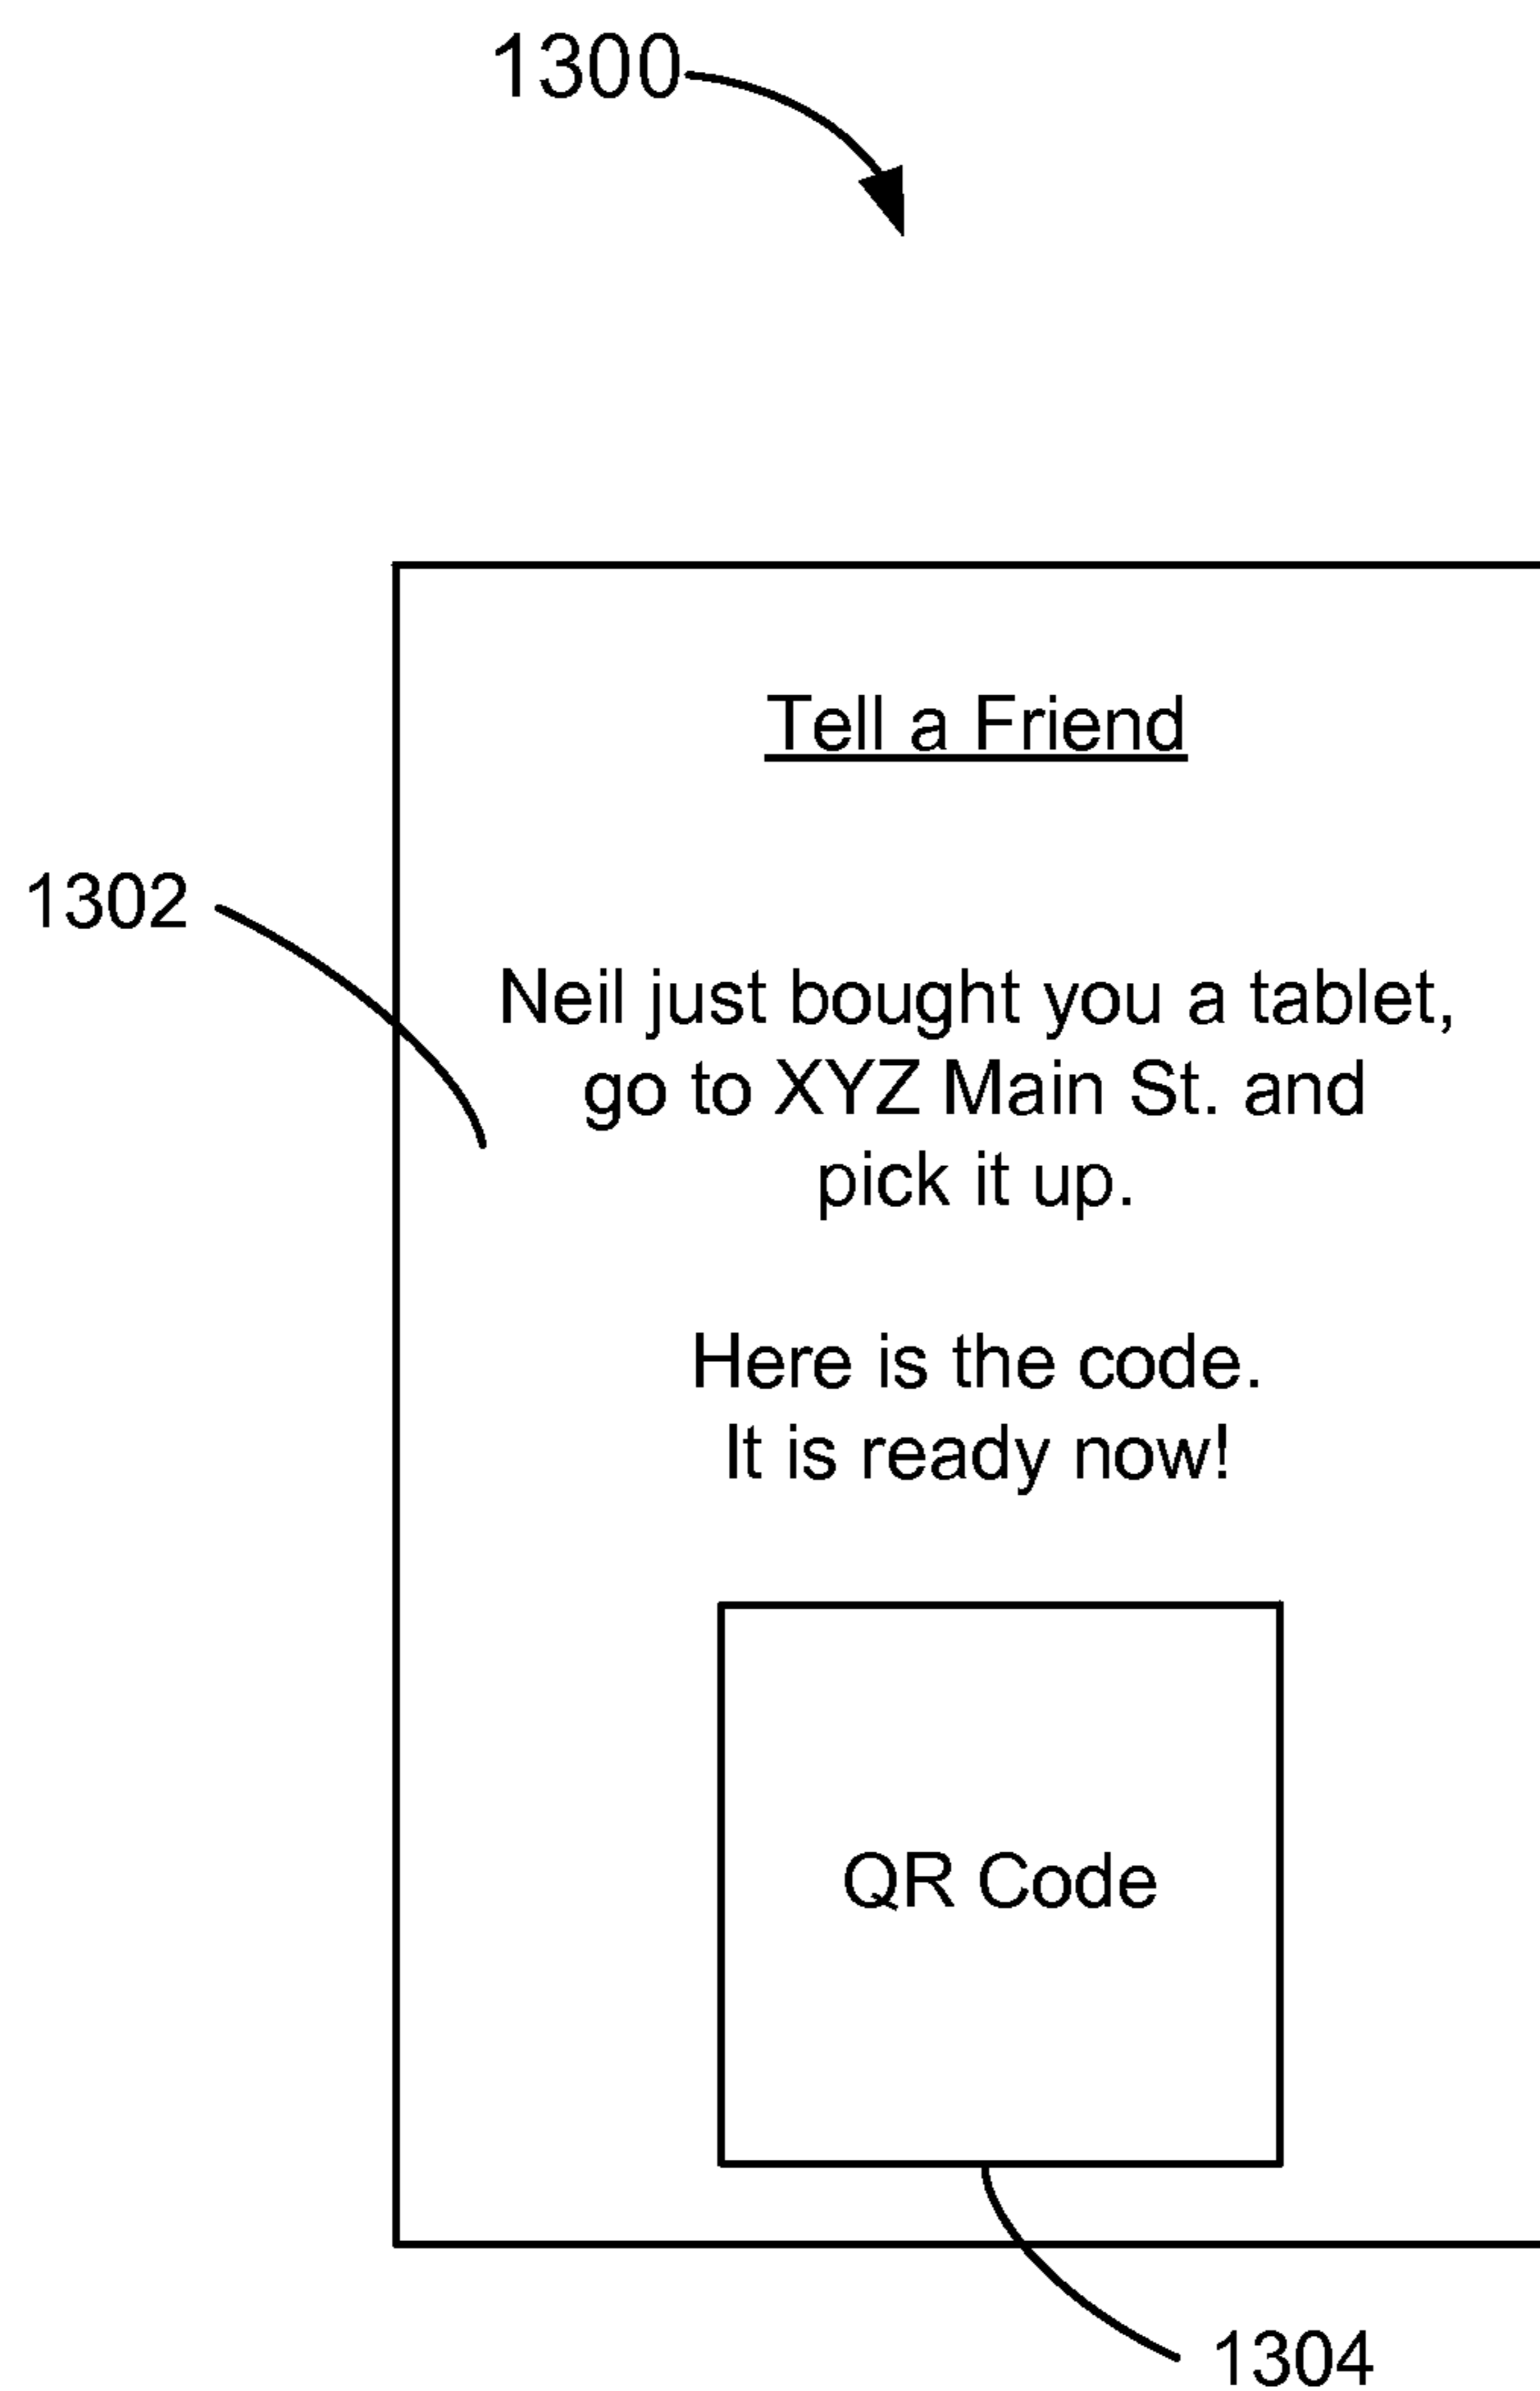 1300
Tell a Friend
1302
Neil just bought you a tablet,
go to XYZ Main St. and
pick it up.
Here is the code.
It is ready now!
QR Code
1304